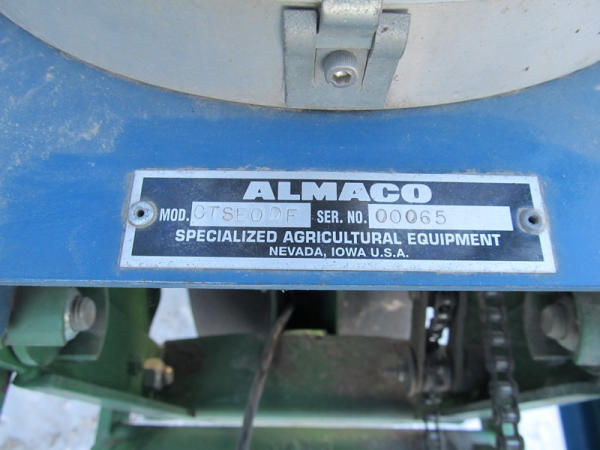 ALMACO
MOD. SER. NO. 00065
SPECIALIZED AGRICULTURAL EQUIPMENT
NEVADA, IOWA U.S.A.